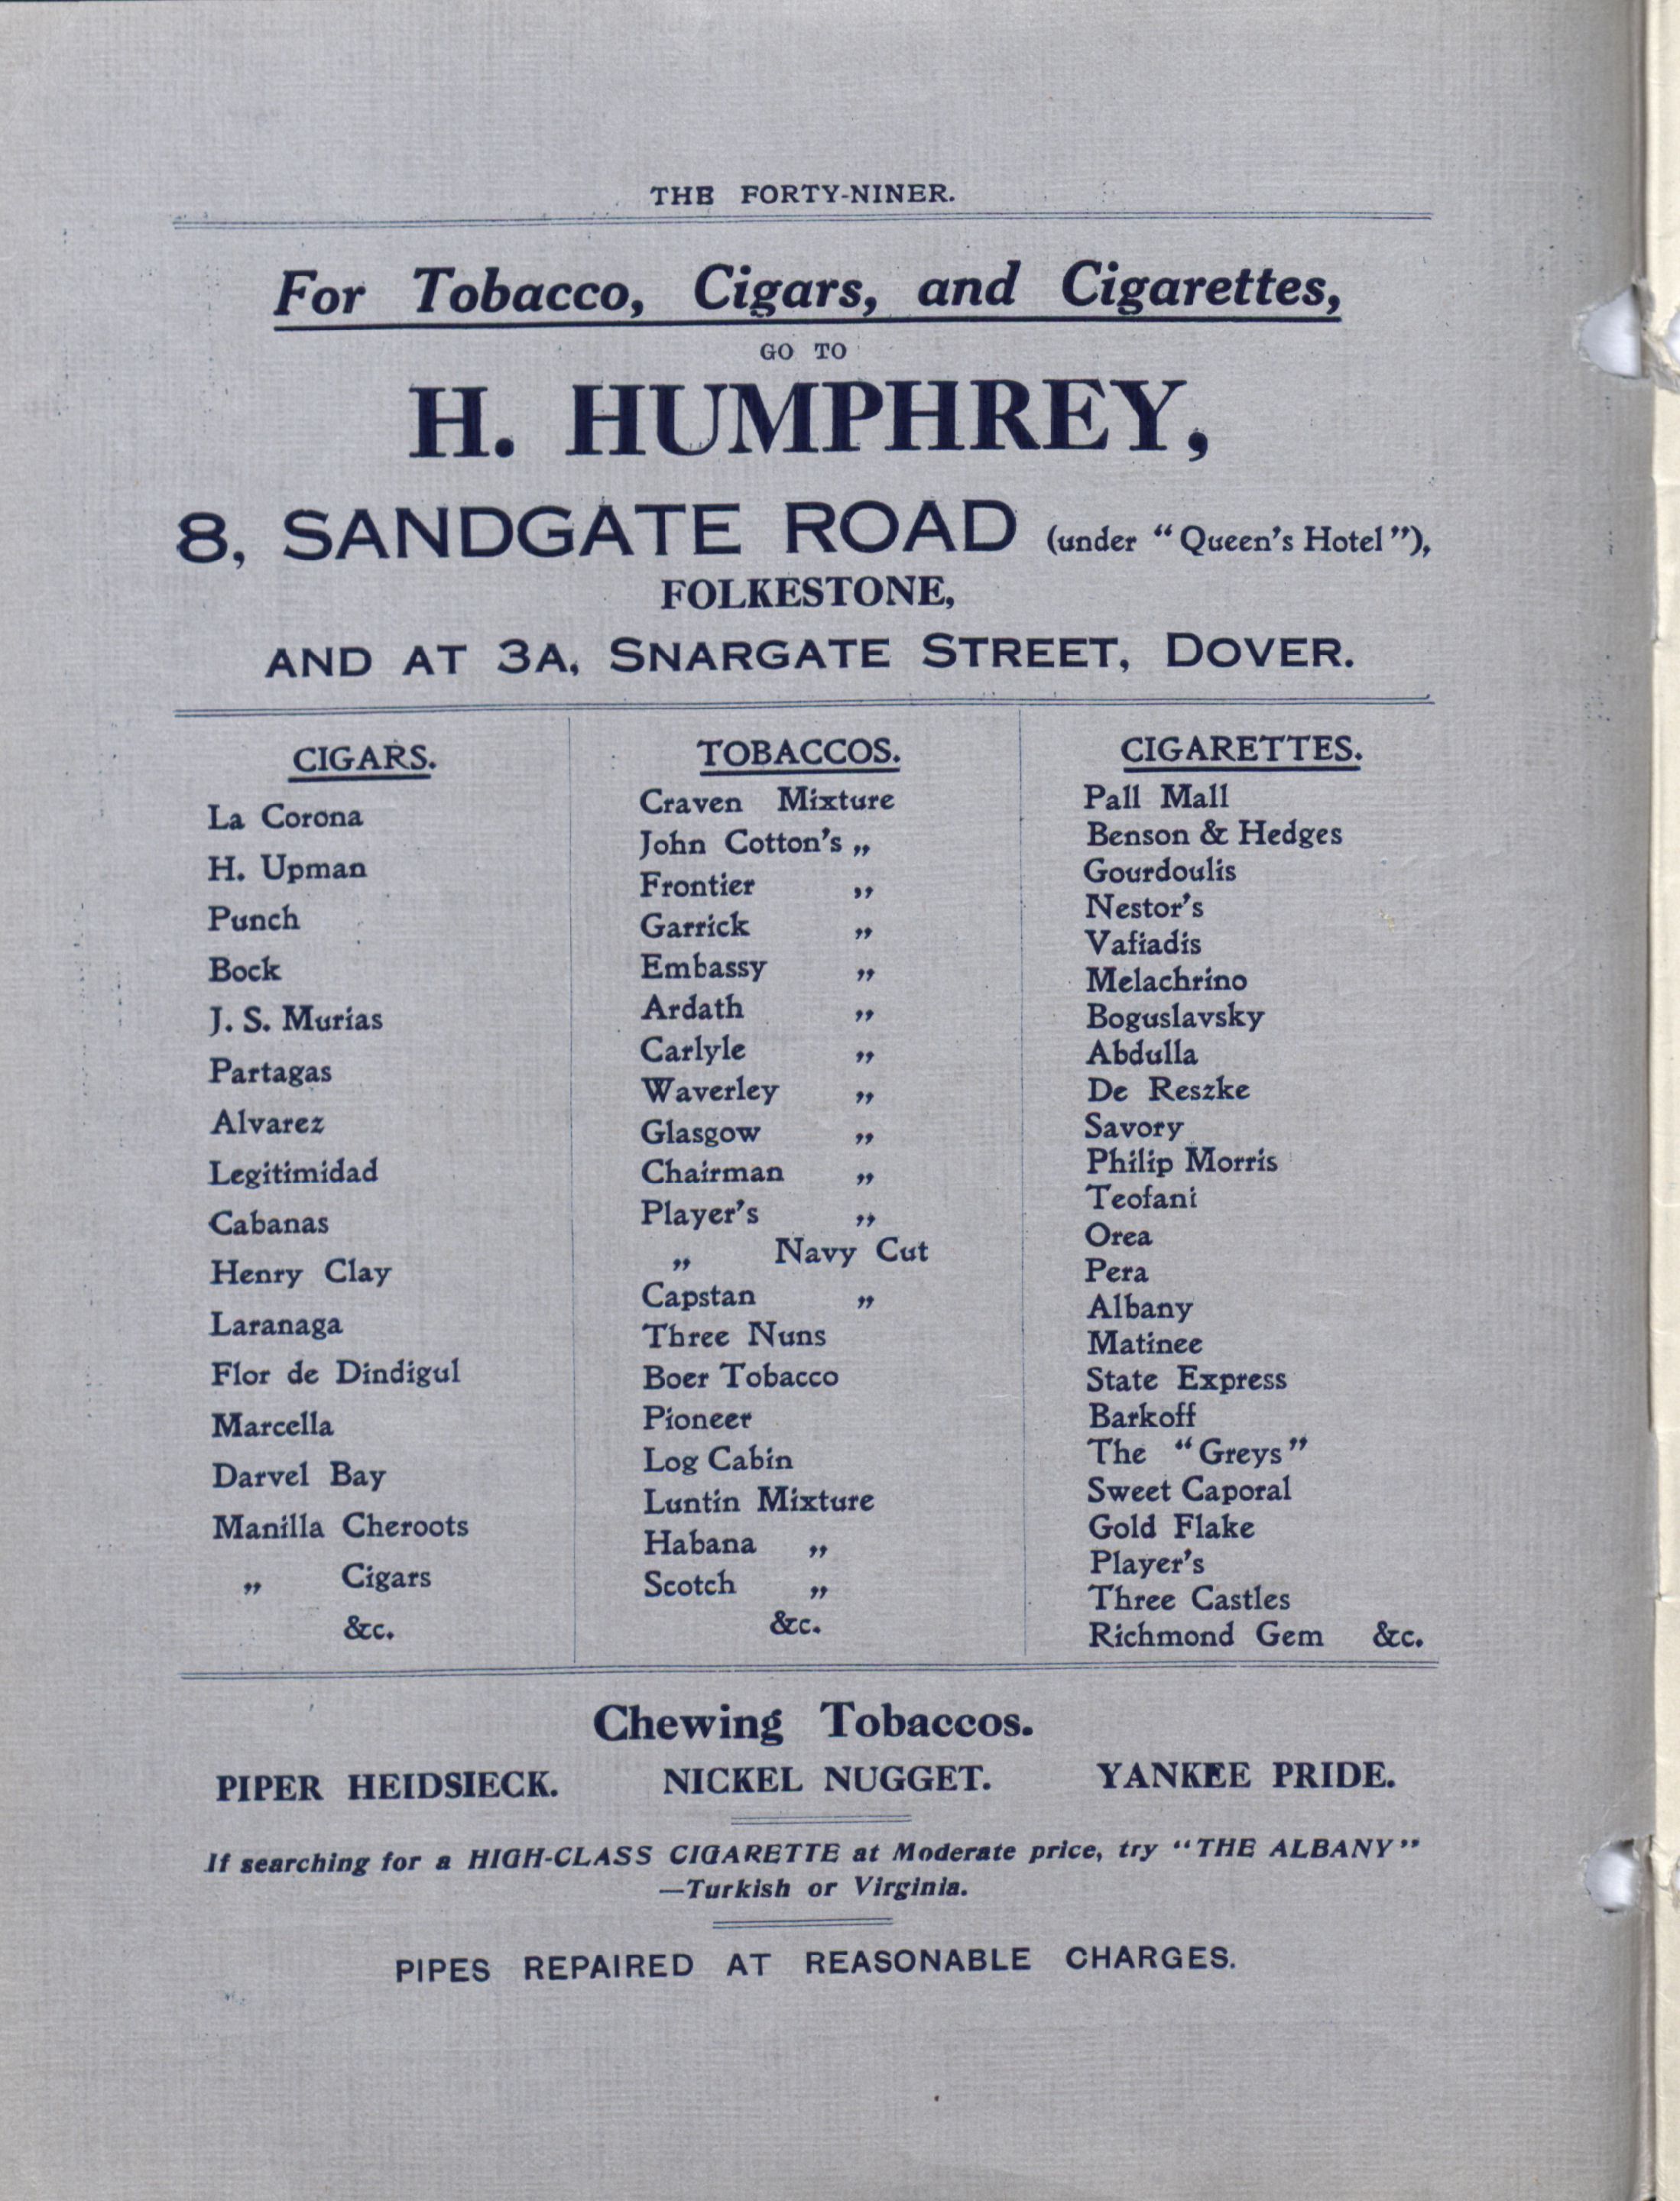 THE FORTY-NINER.
For Tobacco, Cigars, and Cigarettes,
GO TO
H. HUMPHREY,
8, SANDGATE ROAD (under "Queen's Hotel"),
FOLKESTONE,
AND AT 3A, SNARGATE STREET, DOVER.
CIGARS.
La Corona
H. Upman
Punch
Bock
J. S. Murias
Partagas
Alvarez
Legitimidad
Cabanas
Henry Clay
Laranaga
Flor de Dindigul
Marcella
Darvel Bay
Manilla Cheroots
„ Cigars
&c.
TOBACCOS.
Craven Mixture
John Cotton's „
Frontier „
Garrick „
Embassy „
Ardath „
Carlyle „
Waverley „
Glasgow „
Chairman „
Player's „
„ Navy Cut
Capstan „
Three Nuns
Boer Tobacco
Pioneer
Log Cabin
Luntin Mixture
Habana „
Scotch „
&c.
CIGARETTES.
Pall Mall
Benson & Hedges
Gourdoulis
Nestor's
Vafiadis
Melachrino
Boguslavsky
Abdulla
De Reszke
Savory
Philip Morris
Teofani
Orea
Pera
Albany
Matinee
State Express
Barkoff
The "Greys"
Sweet Caporal
Gold Flake
Player's
Three Castles
Richmond Gem &c.
Chewing Tobaccos.
PIPER HEIDSIECK. NICKEL NUGGET. YANKEE PRIDE.
If searching for a HIGH-CLASS CIGARETTE at Moderate price, try "THE ALBANY"
—Turkish or Virginia.
PIPES REPAIRED AT REASONABLE CHARGES.